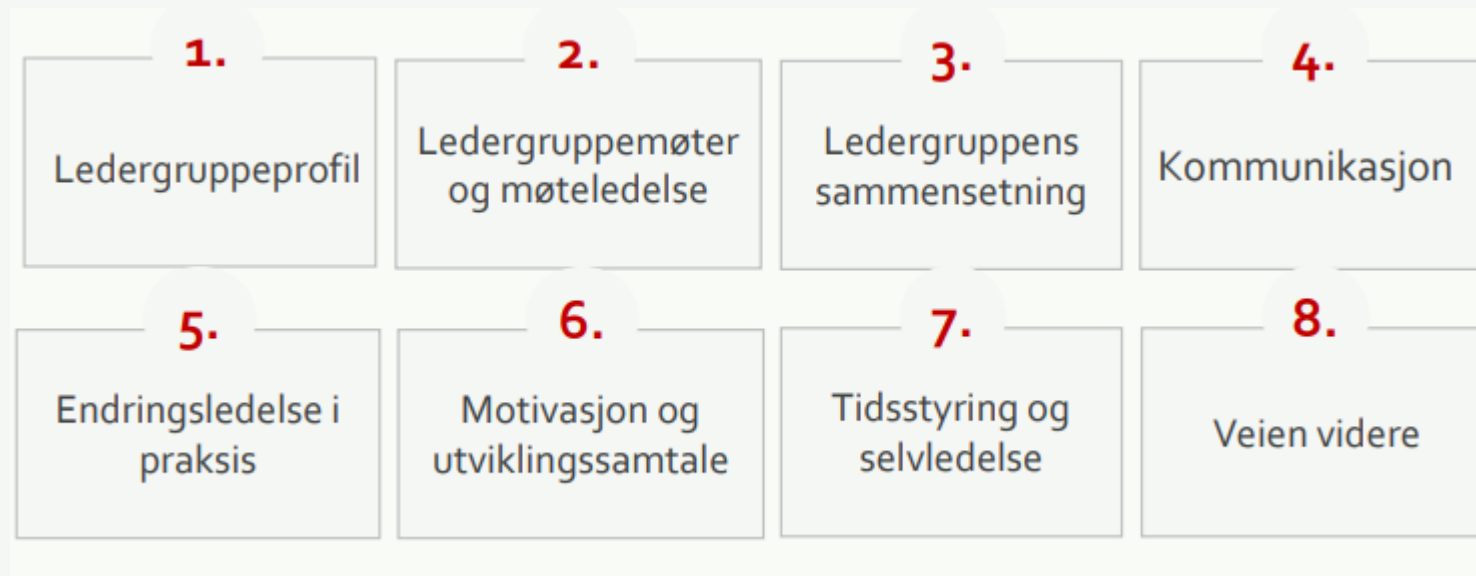 1.
Ledergruppeprofil
2.
Ledergruppemøter
og møteledelse
3.
Ledergruppens
sammensetning
4.
Kommunikasjon
5.
Endringsledelse i
praksis
6.
Motivasjon og
utviklingssamtale
7.
Tidsstyring og
selvledelse
8.
Veien videre